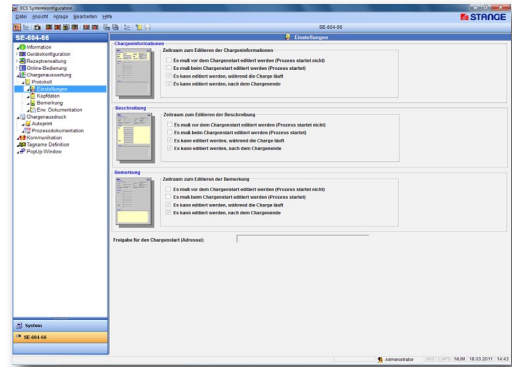 ECS Systemkonfiguration
Datei Ansicht Anlage Bearbeiten Hilfe
STANGE
SE-604-66
SE-604-66
Einstellungen
Information
Gerätekonfiguration
Rezeptverwaltung
Online-Bedienung
Chargenauswertung
Protokoll
Einstellungen
Kopfdaten
Bemerkung
Erw. Dokumentation
Chargenausdruck
Autoprint
Prozessdokumentation
Kommunikation
Tagname Definition
PopUp Window
Chargeninformationen
Zeitraum zum Editieren der Chargeninformationen
Es muß vor dem Chargenstart editiert werden (Prozess startet nicht)
Es muß beim Chargenstart editiert werden (Prozess startet)
Es kann editiert werden, während die Charge läuft
Es kann editiert werden, nach dem Chargenende
Beschreibung
Zeitraum zum Editieren der Beschreibung
Es muß vor dem Chargenstart editiert werden (Prozess startet nicht)
Es muß beim Chargenstart editiert werden (Prozess startet)
Es kann editiert werden, während die Charge läuft
Es kann editiert werden, nach dem Chargenende
Bemerkung
Zeitraum zum Editieren der Bemerkung
Es muß vor dem Chargenstart editiert werden (Prozess startet nicht)
Es muß beim Chargenstart editiert werden (Prozess startet)
Es kann editiert werden, während die Charge läuft
Es kann editiert werden, nach dem Chargenende
Freigabe für den Chargenstart (Adresse):
System
SE-604-66
Administrator INS CAPS NUM 18.03.2011 14:43